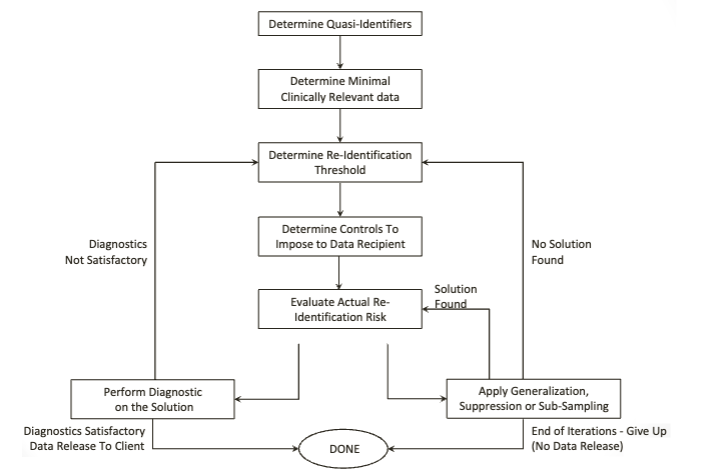 Determine Quasi-Identifiers
Determine Minimal
Clinically Relevant data
Determine Re-Identification
Threshold
Determine Controls To
Impose to Data Recipient
Diagnostics
Not Satisfactory
No Solution
Found
Solution
Found
Evaluate Actual Re-
Identification Risk
Perform Diagnostic
on the Solution
Apply Generalization,
Suppression or Sub-Sampling
Diagnostics Satisfactory
Data Release To Client
End of Iterations - Give Up
(No Data Release)
DONE